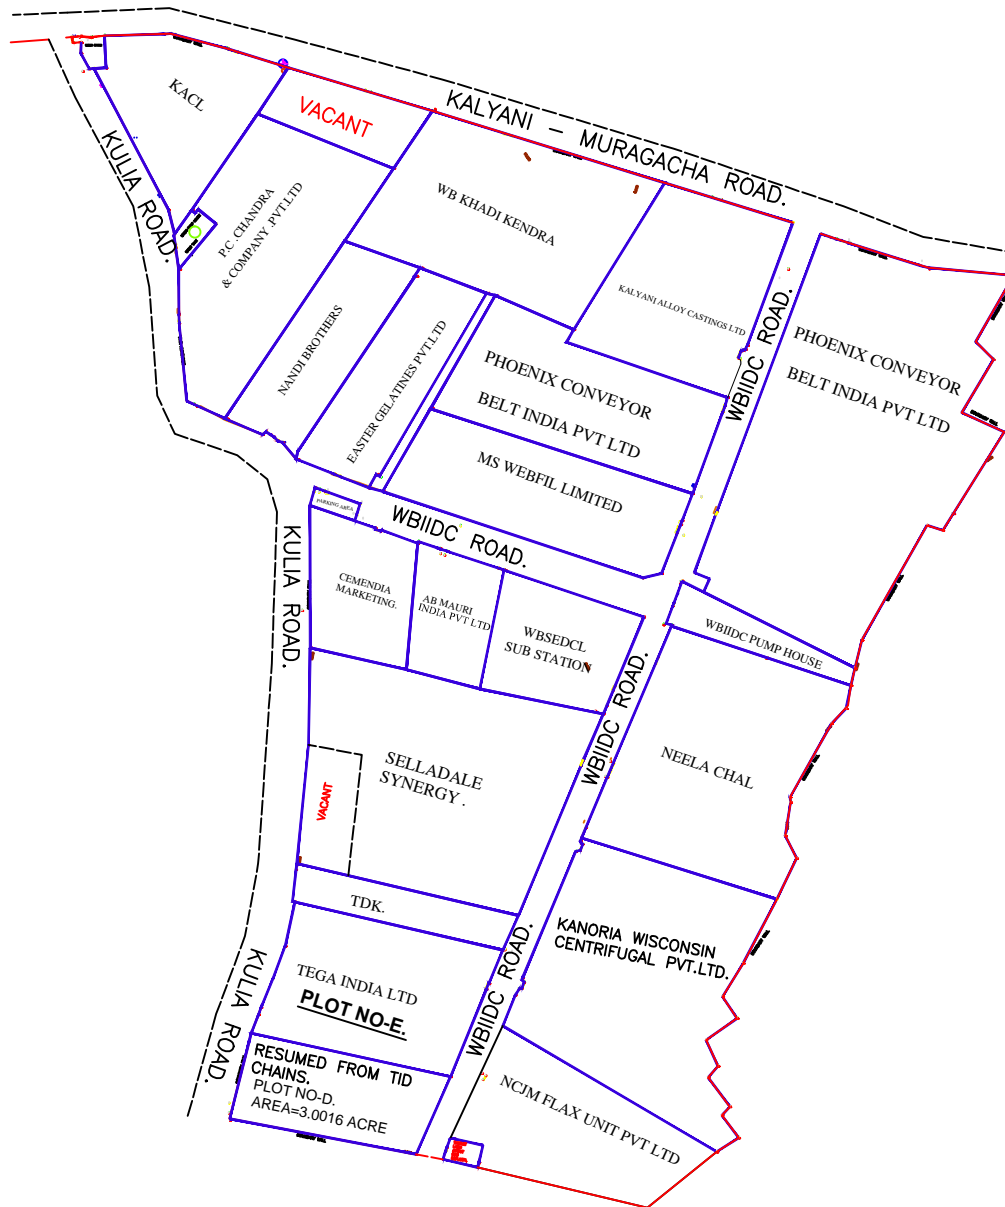 KALYANI – MURAGACHA ROAD.
KACL
VACANT
KULIA ROAD.
P.C. CHANDRA
& COMPANY .PVT.LTD
WB KHADI KENDRA
KALYANI ALLOY CASTINGS LTD
WBIIDC ROAD.
PHOENIX CONVEYOR
BELT INDIA PVT LTD
NANDI BROTHERS
EASTER GELATINES PVT.LTD
PHOENIX CONVEYOR
BELT INDIA PVT LTD
MS WEBFIL LIMITED
PARKING AREA
WBIIDC ROAD.
KULIA ROAD.
CEMENDIA
MARKETING.
AB MAURI
INDIA PVT LTD
WBSEDCL
SUB STATION
WBIIDC PUMP HOUSE
WBIIDC ROAD.
NEELA CHAL
SELLADALE
SYNERGY .
VACANT
TDK.
KANORIA WISCONSIN
CENTRIFUGAL PVT.LTD.
WBIIDC ROAD.
KULIA ROAD.
TEGA INDIA LTD
PLOT NO-E.
RESUMED FROM TID
CHAINS.
PLOT NO-D.
AREA=3.0016 ACRE
NCJM FLAX UNIT PVT LTD